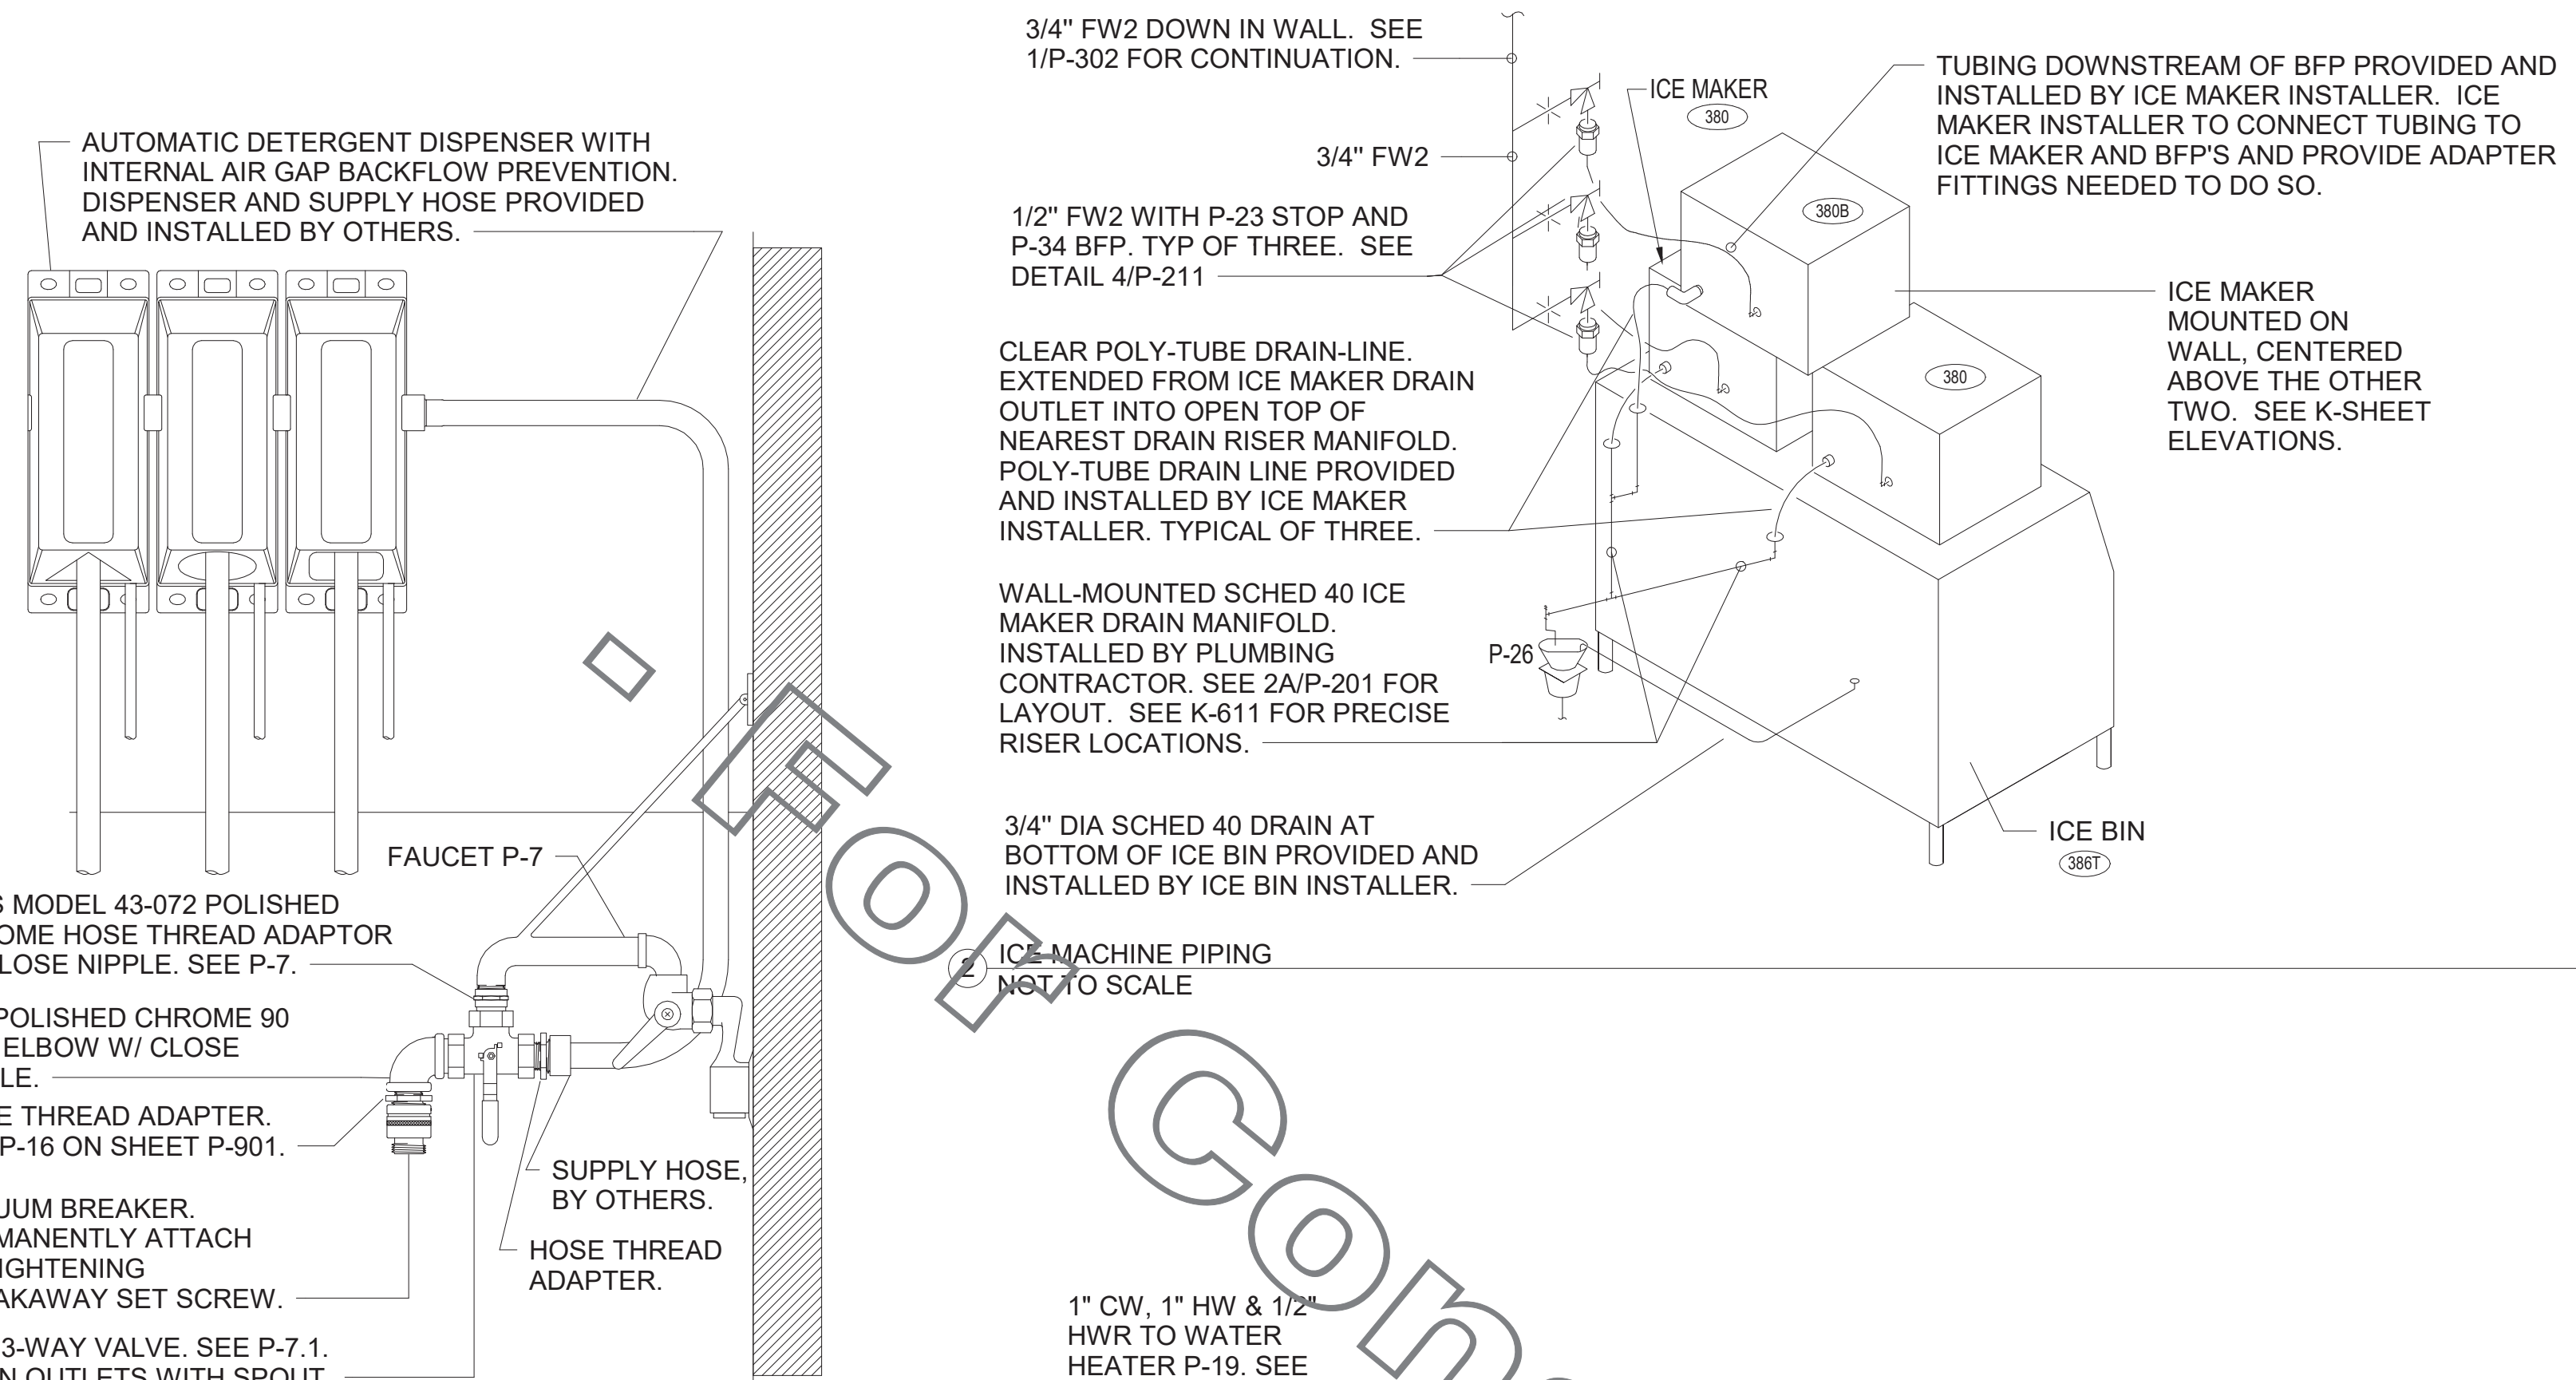 AUTOMATIC DETERGENT DISPENSER WITH
INTERNAL AIR GAP BACKFLOW PREVENTION.
DISPENSER AND SUPPLY HOSE PROVIDED
AND INSTALLED BY OTHERS.
FAUCET P-7
MODEL 43-072 POLISHED
HOSE THREAD ADAPTOR
NIPPLE. SEE P-7.
POLISHED CHROME 90
ELBOW W/ CLOSE
THREAD ADAPTER.
P-16 ON SHEET P-901.
BREAKER.
ATTACH
SET SCREW.
3-WAY VALVE. SEE P-7.1.
OUTLETS WITH SPOUT
SUPPLY HOSE,
BY OTHERS.
HOSE THREAD
ADAPTER.
3/4" FW2 DOWN IN WALL. SEE
1/P-302 FOR CONTINUATION.
3/4" FW2
1/2" FW2 WITH P-23 STOP AND
P-34 BFP. TYP OF THREE. SEE
DETAIL 4/P-211
CLEAR POLY-TUBE DRAIN-LINE.
EXTENDED FROM ICE MAKER DRAIN
OUTLET INTO OPEN TOP OF
NEAREST DRAIN RISER MANIFOLD.
POLY-TUBE DRAIN LINE PROVIDED
AND INSTALLED BY ICE MAKER
INSTALLER. TYPICAL OF THREE.
WALL-MOUNTED SCHED 40 ICE
MAKER DRAIN MANIFOLD.
INSTALLED BY PLUMBING
CONTRACTOR. SEE 2A/P-201 FOR
LAYOUT. SEE K-611 FOR PRECISE
RISER LOCATIONS.
3/4" DIA SCHED 40 DRAIN AT
BOTTOM OF ICE BIN PROVIDED AND
INSTALLED BY ICE BIN INSTALLER.
ICE MAKER
380
TUBING DOWNSTREAM OF BFP PROVIDED AND
INSTALLED BY ICE MAKER INSTALLER. ICE
MAKER INSTALLER TO CONNECT TUBING TO
ICE MAKER AND BFP'S AND PROVIDE ADAPTER
FITTINGS NEEDED TO DO SO.
380B
ICE MAKER
MOUNTED ON
WALL, CENTERED
ABOVE THE OTHER
TWO. SEE K-SHEET
ELEVATIONS.
380
P-26
ICE BIN
386T
2 ICE MACHINE PIPING
NOT TO SCALE
1" CW, 1" HW & 1/2"
HWR TO WATER
HEATER P-19. SEE
- For